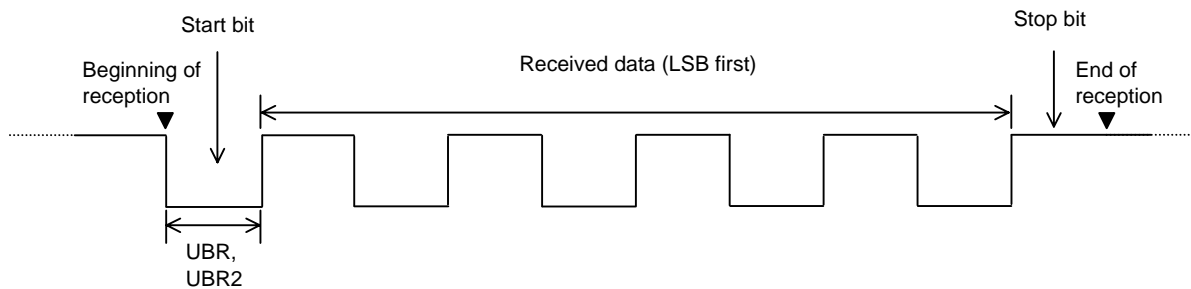 Start bit
Stop bit
Beginning of
reception
Received data (LSB first)
End of
reception
UBR,
UBR2